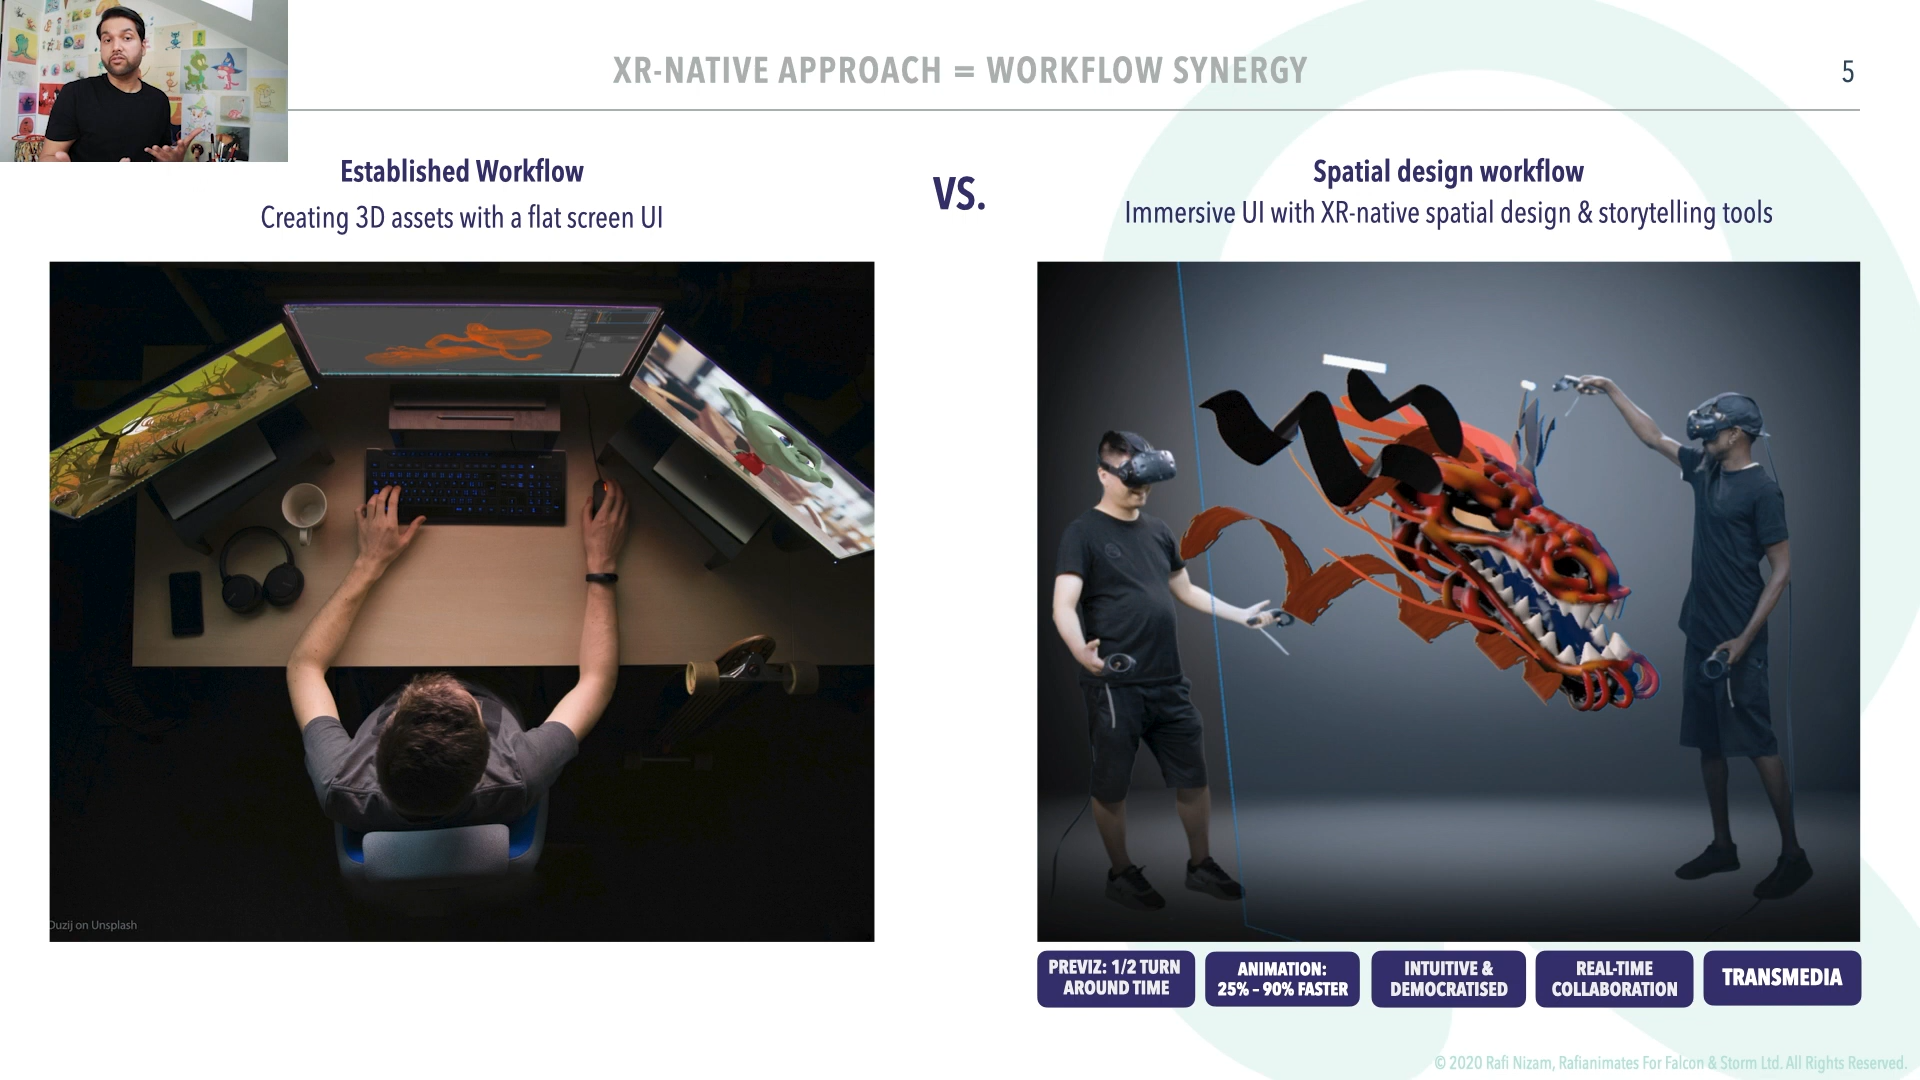 XR-NATIVE APPROACH = WORKFLOW SYNERGY
5
Established Workflow
Creating 3D assets with a flat screen UI
VS.
Spatial design workflow
Immersive UI with XR-native spatial design & storytelling tools
Duzij on Unsplash
PREVIZ: 1/2 TURN
AROUND TIME
ANIMATION:
25% – 90% FASTER
INTUITIVE &
DEMOCRATISED
REAL-TIME
COLLABORATION
TRANSMEDIA
© 2020 Rafi Nizam, Rafianimates For Falcon & Storm Ltd. All Rights Reserved.